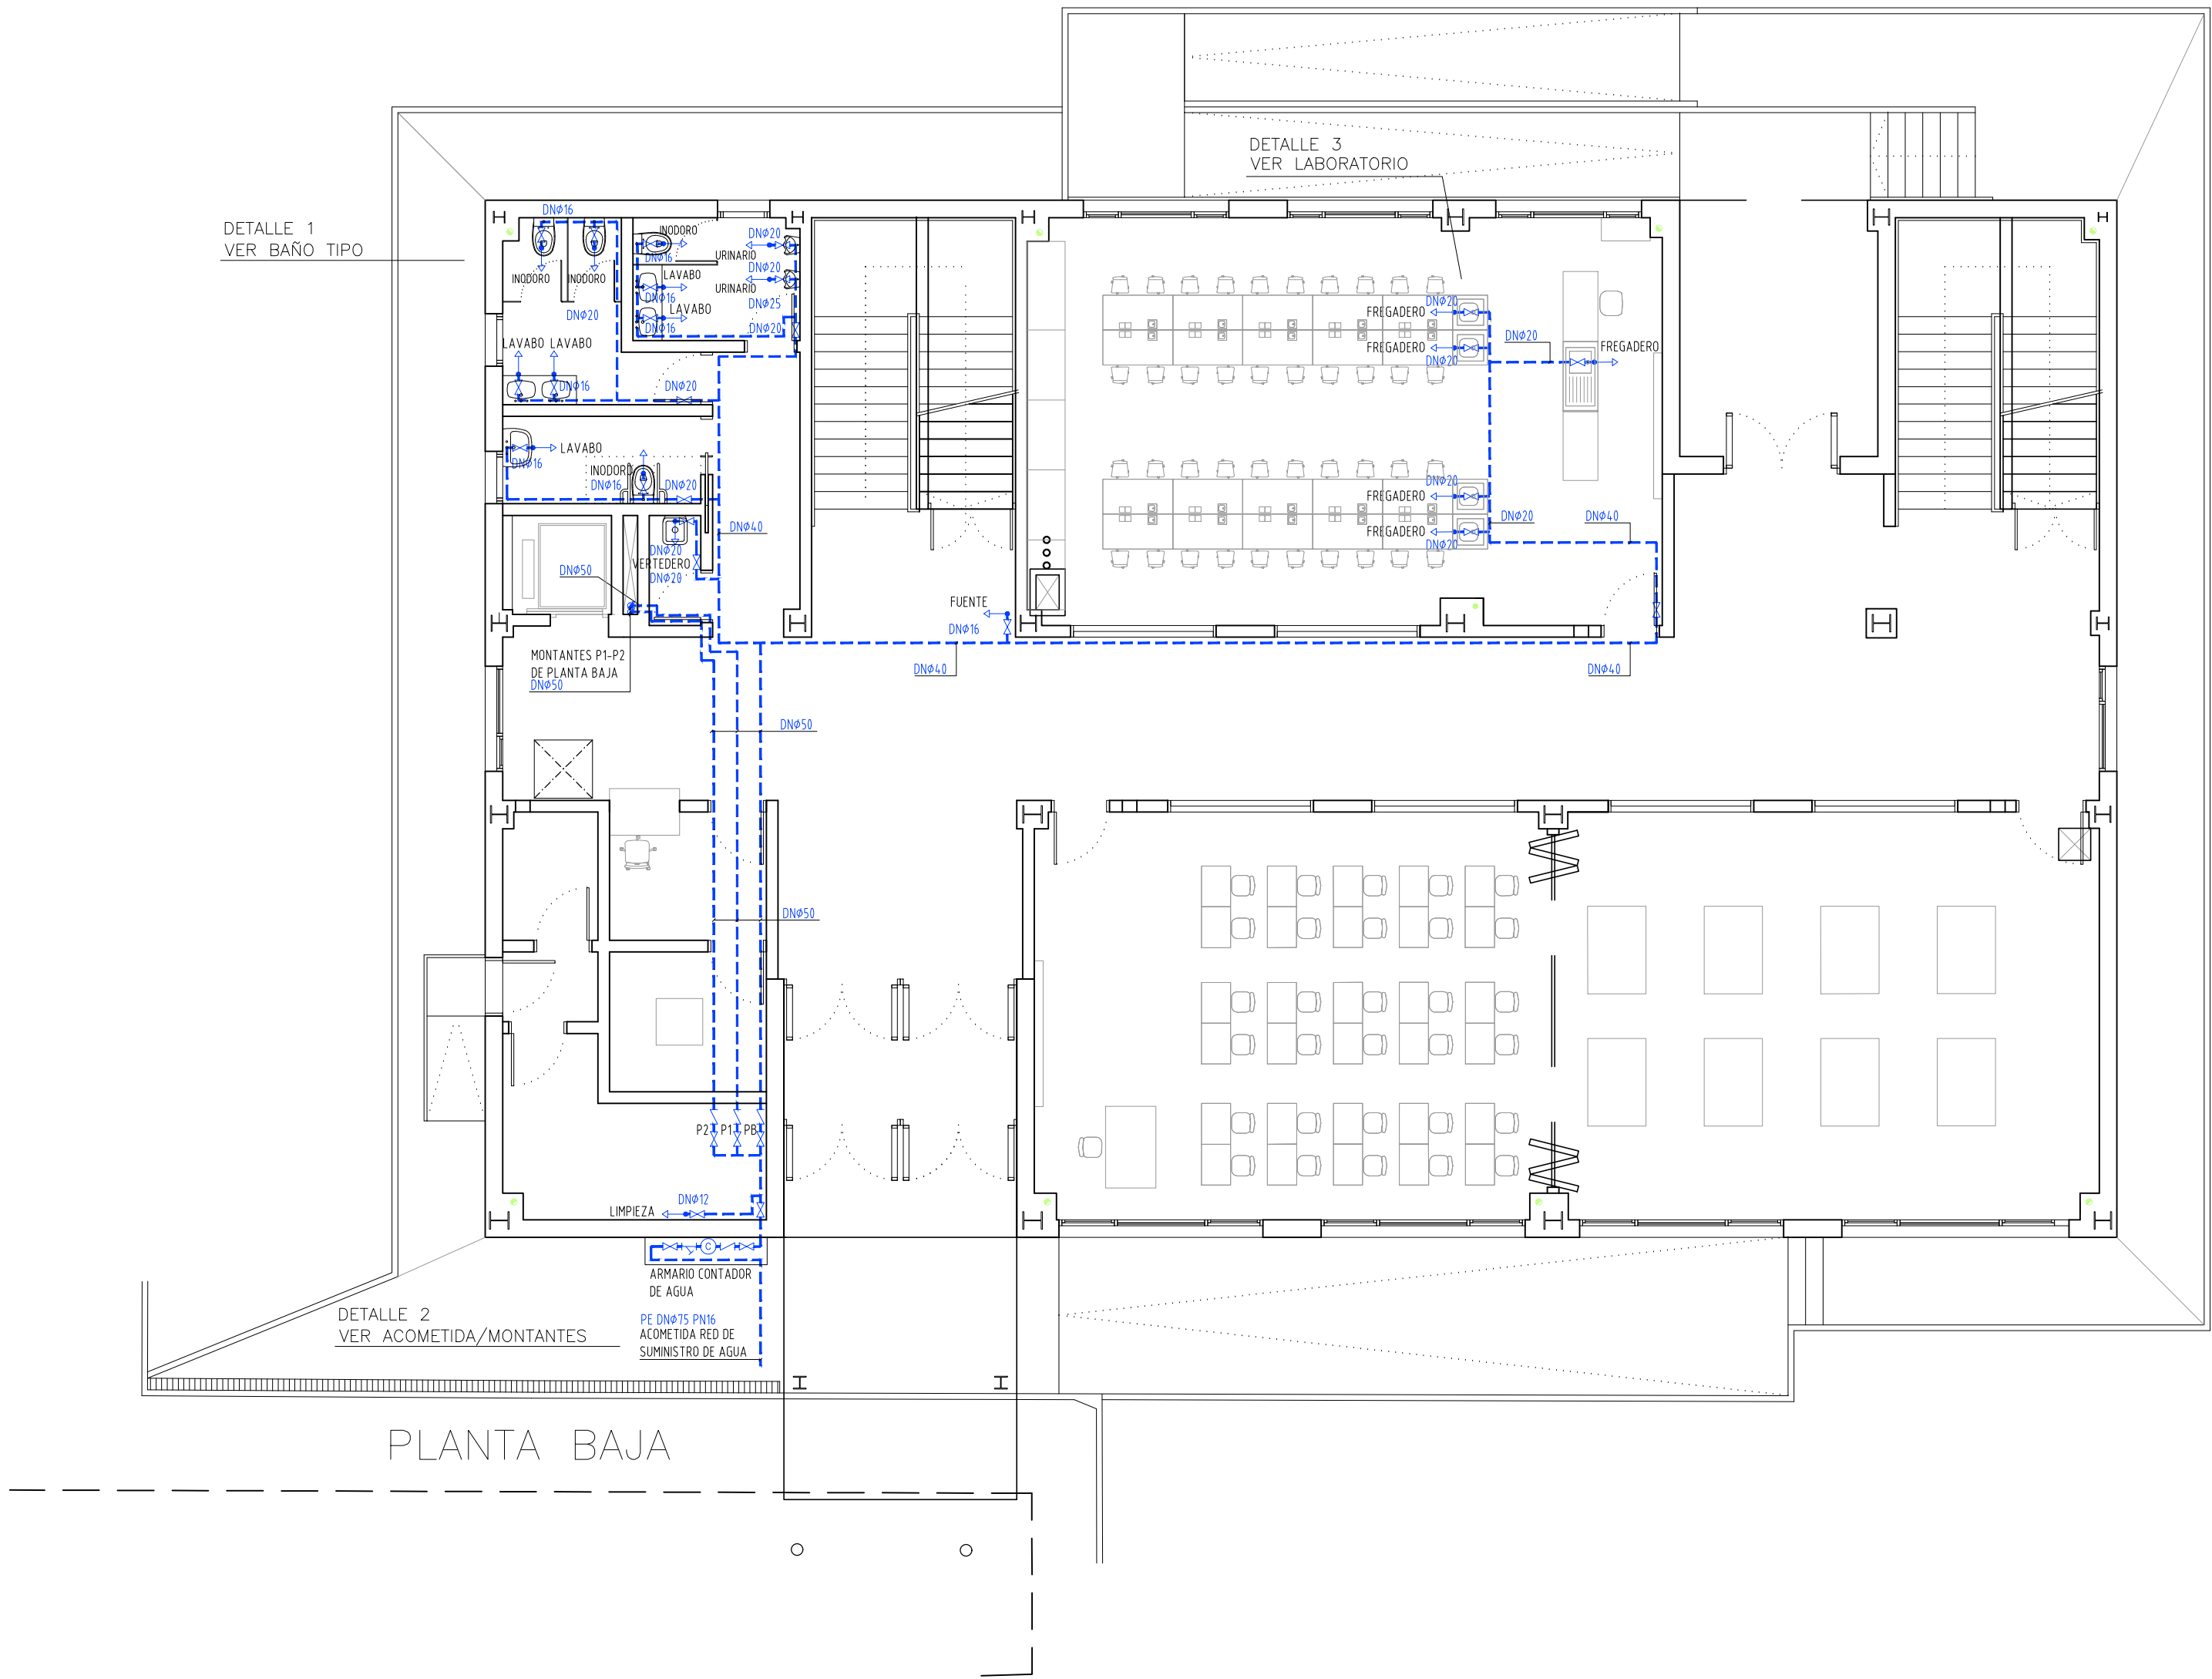 DETALLE 3
VER LABORATORIO
DETALLE 1
VER BAÑO TIPO
DNø16
INODORO
INODORO
DNø20
LAVABO LAVABO
DNø16
INODORO
DNø16
LAVABO
DNø16
LAVABO
DNø16
DNø20
URINARIO
DNø20
URINARIO
DNø25
DNø20
DNø20
LAVABO
DNø16
INODORO
DNø16
DNø20
DNø40
DNø20
VERTEDERO
DNø20
DNø50
MONTANTES P1-P2
DE PLANTA BAJA
DNø50
FUENTE
DNø16
DNø40
DNø40
DNø20
FREGADERO
FREGADERO
DNø20
DNø20
FREGADERO
DNø20
FREGADERO
FREGADERO
DNø20
DNø20
DNø40
DNø50
DNø50
P2 P1 PB
DNø12
LIMPIEZA
C
ARMARIO CONTADOR
DE AGUA
PE DNø75 PN16
ACOMETIDA RED DE
SUMINISTRO DE AGUA
DETALLE 2
VER ACOMETIDA/MONTANTES
PLANTA BAJA